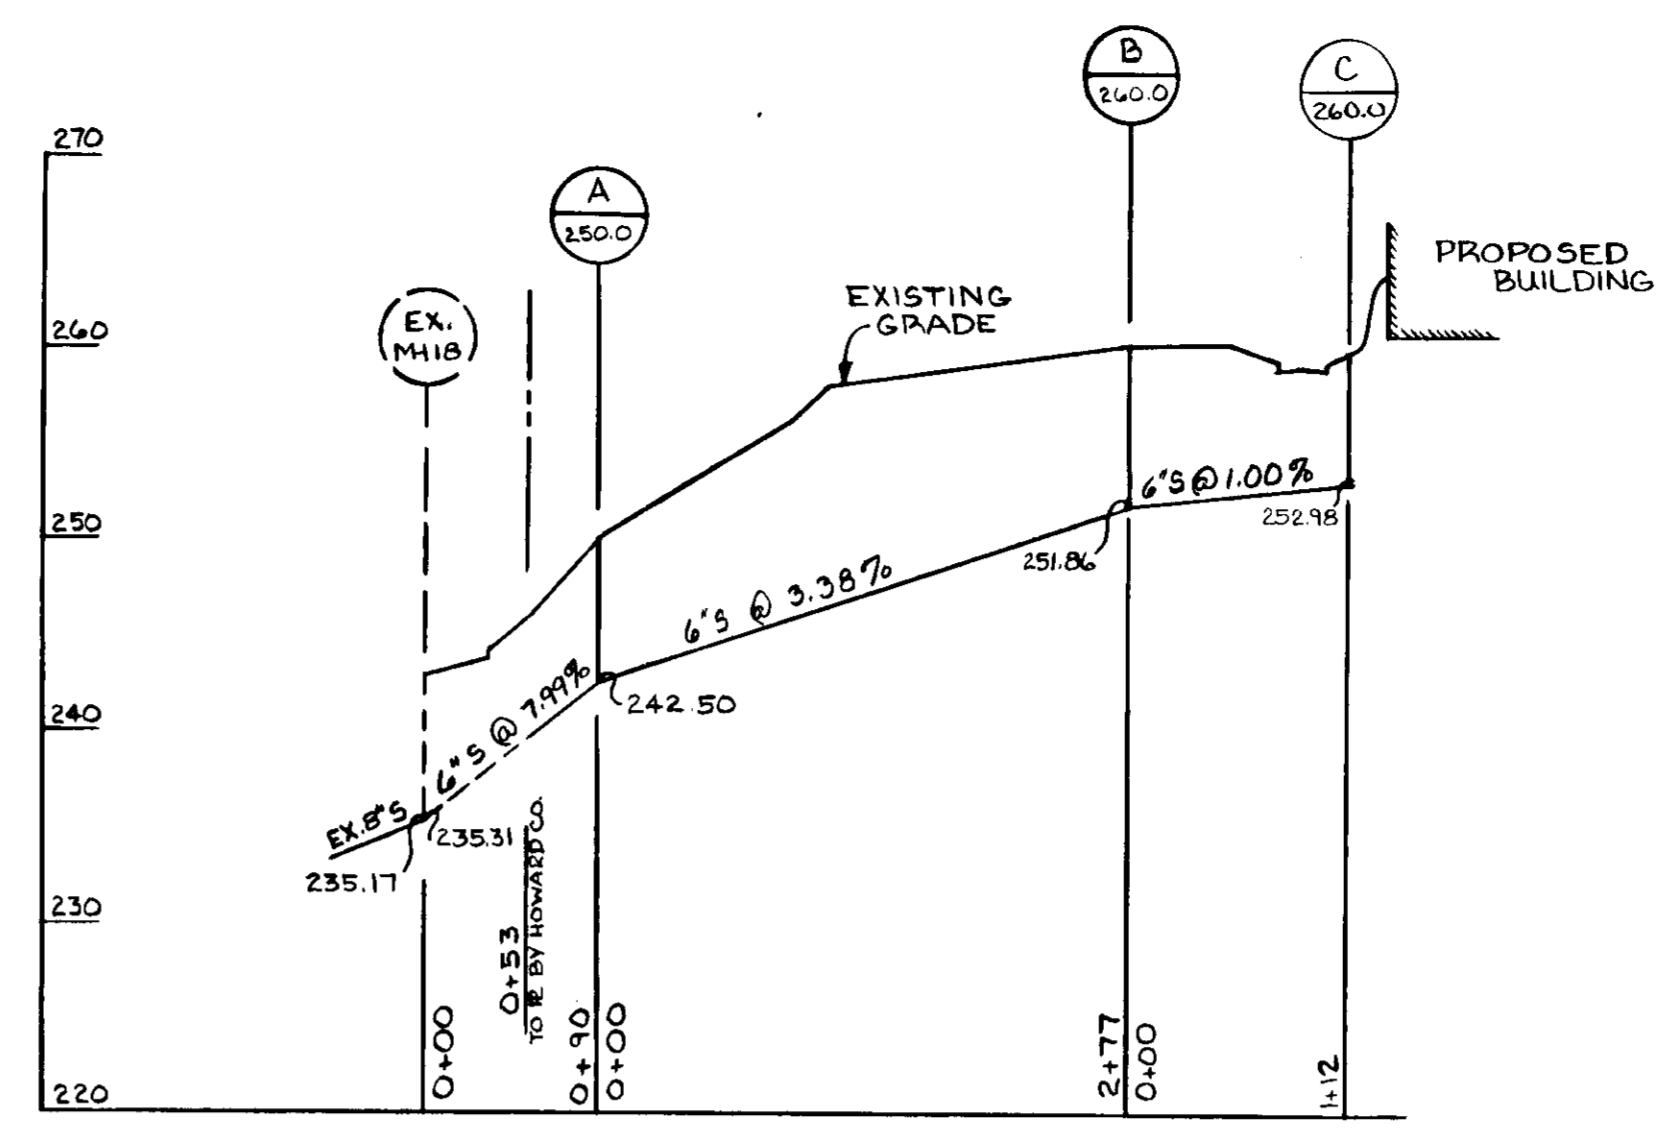 B
260.0
C
260.0
270
A
250.0
PROPOSED
BUILDING
EXISTING
GRADE
EX.
MH18
260
6"S @ 1.00%
252.98
250
251.86
6"S @ 3.38%
6"S @ 7.99%
242.50
240
EX. 8"S
235.31
235.17
230
0+53
TO PL BY HOWARD CO.
0+00
0+90
0+00
2+77
0+00
1+12
220